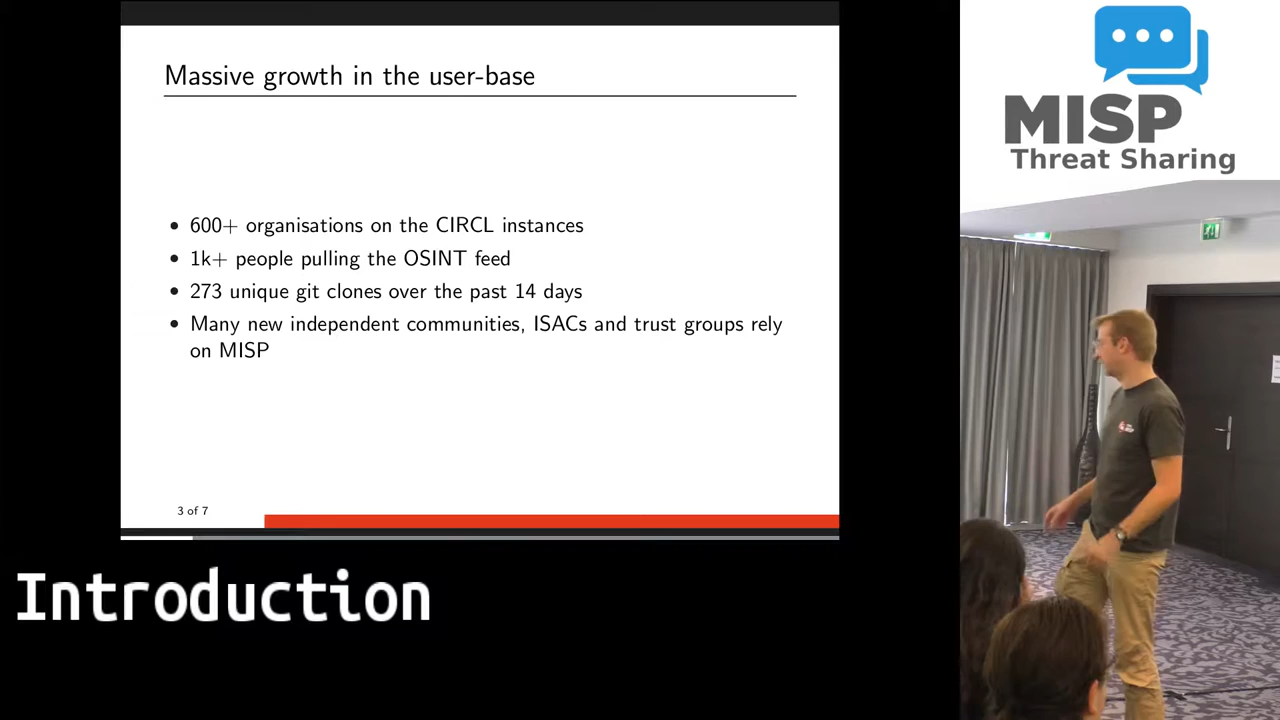 Massive growth in the user-base
• 600+ organisations on the CIRCL instances
• 1k+ people pulling the OSINT feed
• 273 unique git clones over the past 14 days
• Many new independent communities, ISACs and trust groups rely
on MISP
3 of 7
Introduction
MISP
Threat Sharing